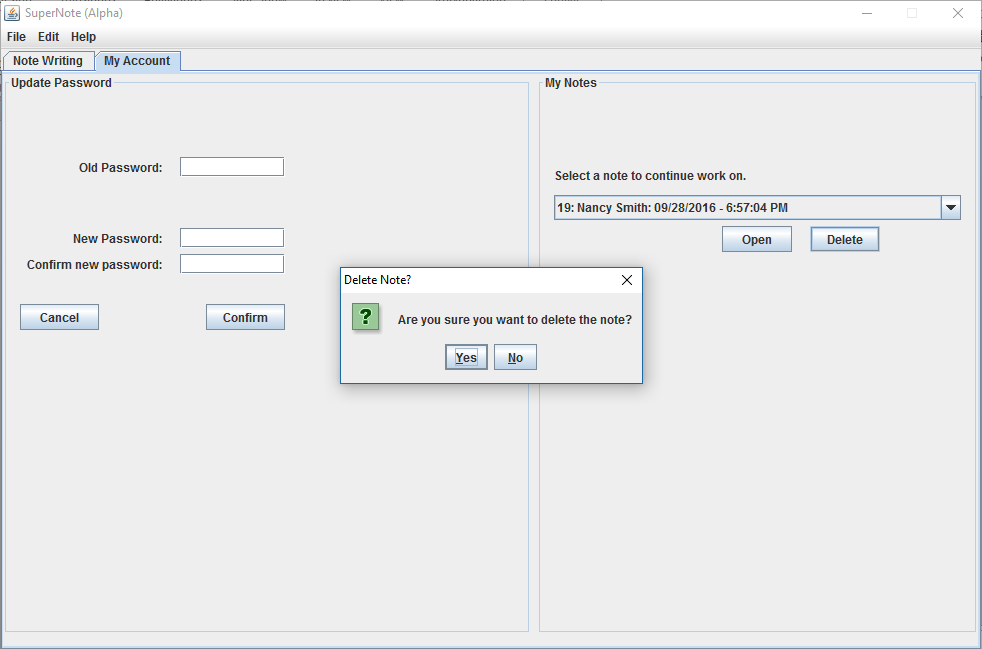 SuperNote (Alpha)
File Edit Help
Note Writing My Account
Update Password
Old Password:
New Password:
Confirm new password:
Cancel Confirm
My Notes
Select a note to continue work on.
19: Nancy Smith: 09/28/2016 - 6:57:04 PM
Open Delete
Delete Note?
?
Are you sure you want to delete the note?
Yes No